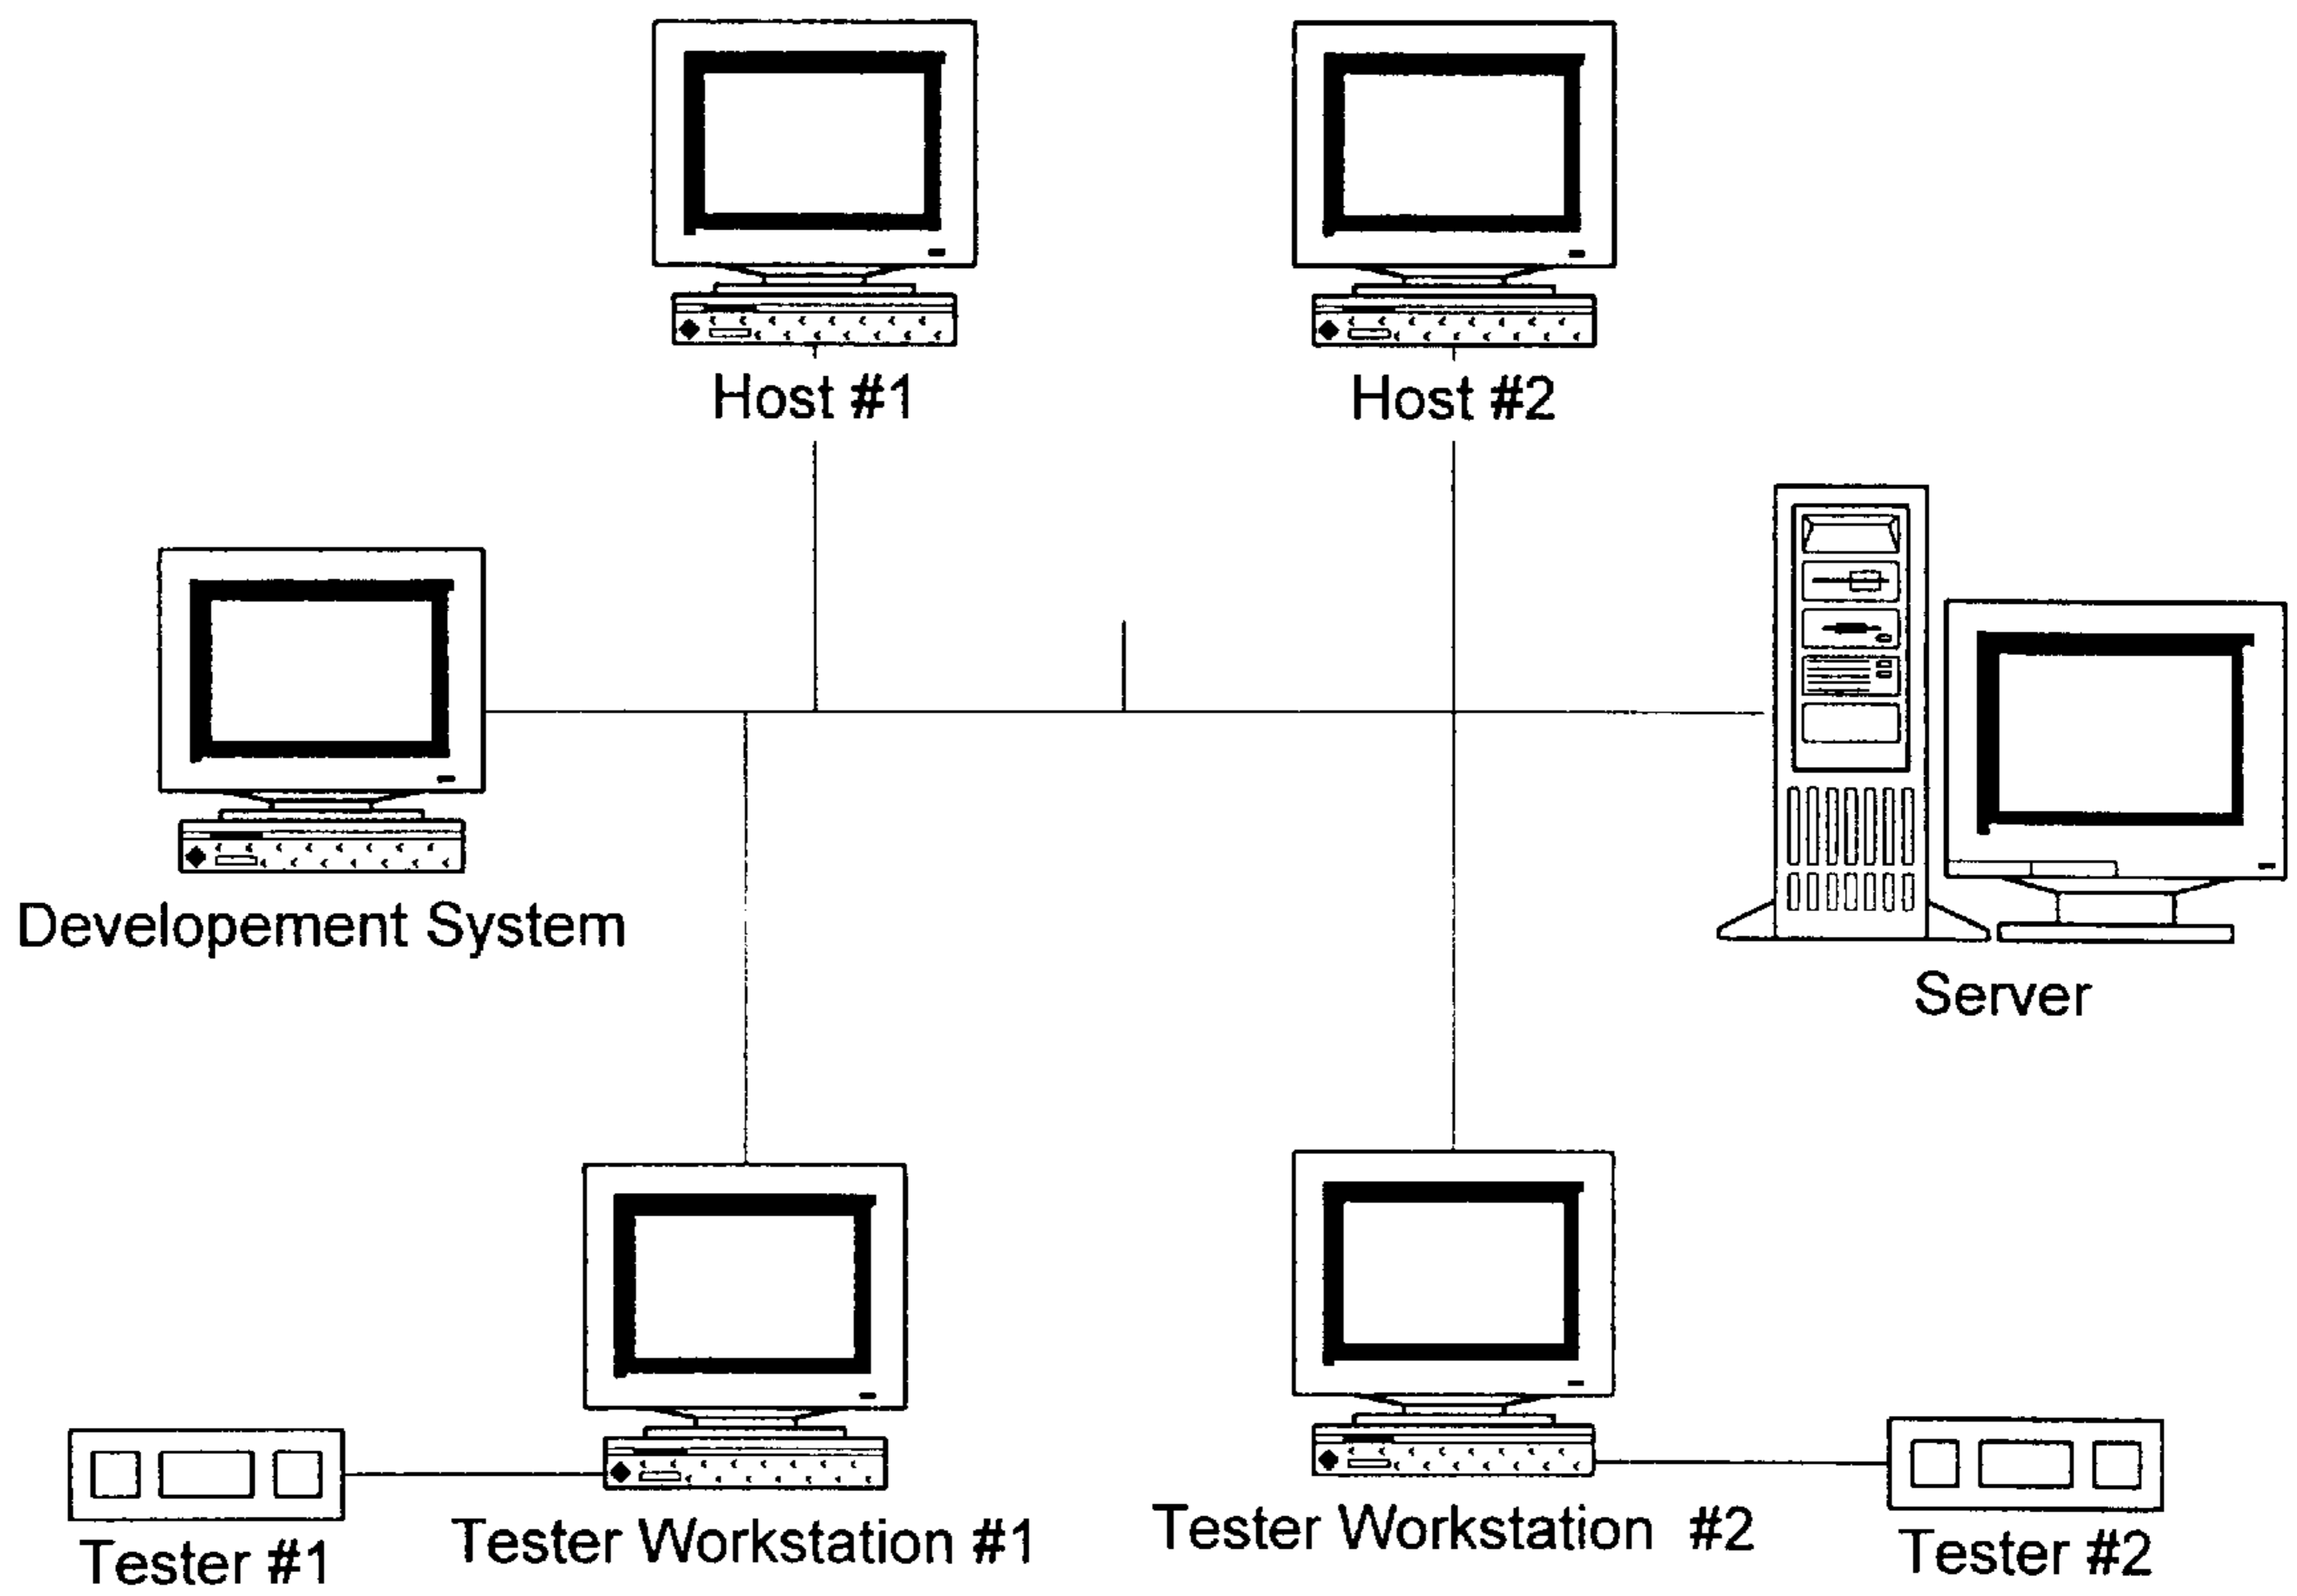 Host #1
Host #2
Developement System
Server
Tester #1
Tester Workstation #1
Tester Workstation #2
Tester #2